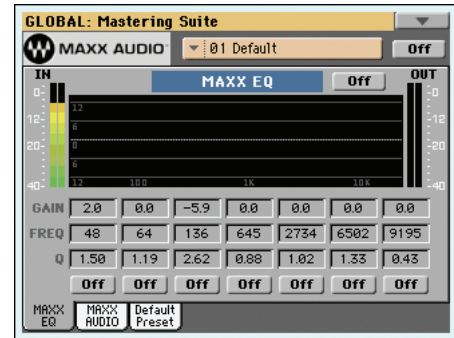 GLOBAL: Mastering Suite
MAXX AUDIO 01 Default Off
IN MAXX EQ Off OUT
0- -0
12
12- -12
6
20- 0 -20
6
40- 12 100 1K 10K -40
GAIN 2.0 0.0 -5.9 0.0 0.0 0.0 0.0
FREQ 48 64 136 645 2734 6502 9195
Q 1.50 1.19 2.62 0.88 1.02 1.33 0.43
Off Off Off Off Off Off Off
MAXX EQ MAXX AUDIO Default Preset